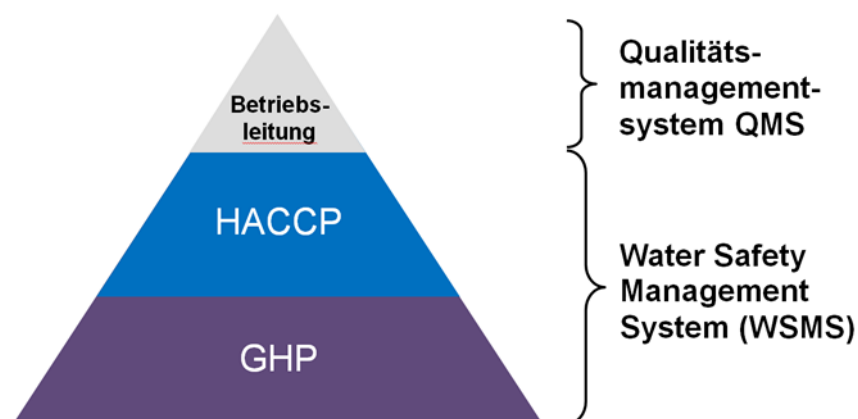 Betriebs-
leitung
HACCP
GHP
Qualitäts-
management-
system QMS
Water Safety
Management
System (WSMS)